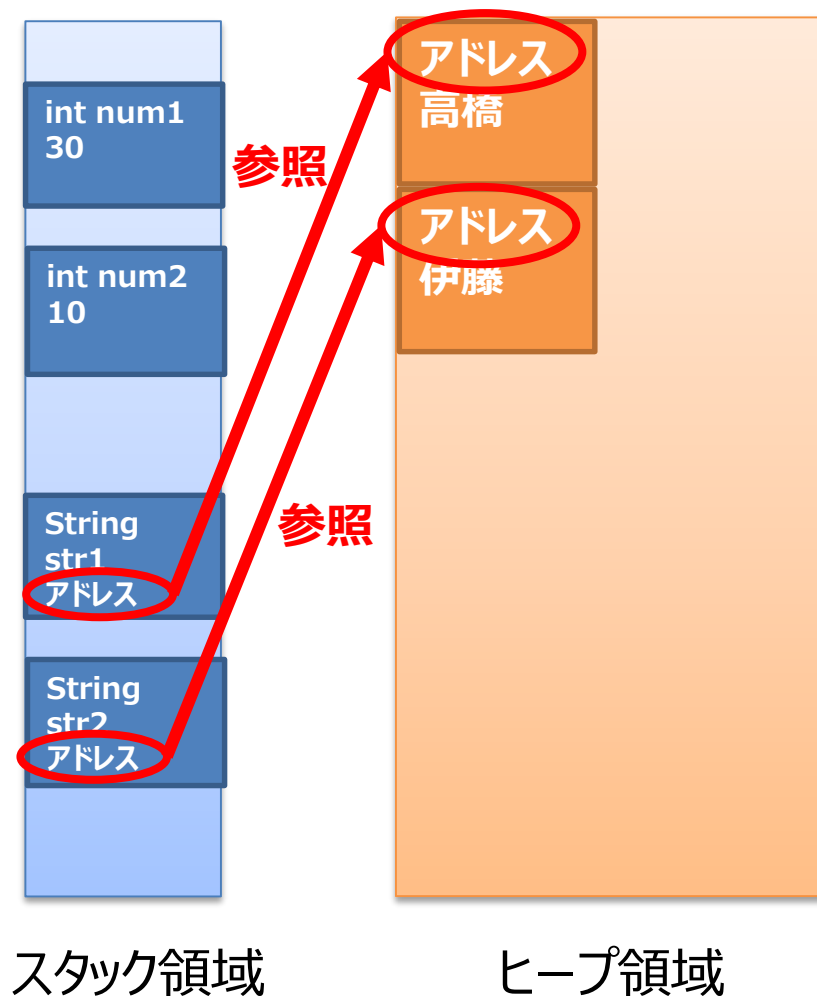 int num1
30
int num2
10
String
str1
アドレス
String
str2
アドレス
参照
参照
アドレス
高橋
アドレス
伊藤
スタック領域
ヒープ領域